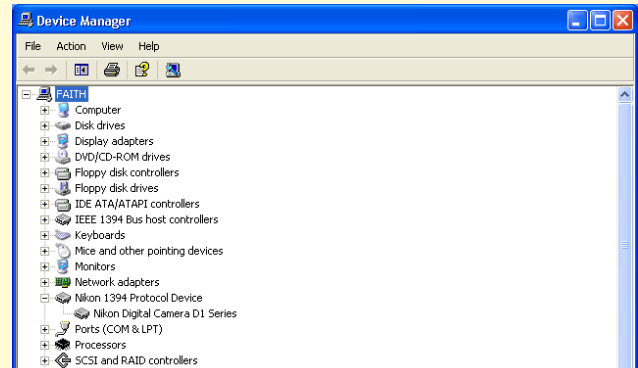 Device Manager
File Action View Help
FAITH
Computer
Disk drives
Display adapters
DVD/CD-ROM drives
Floppy disk controllers
Floppy disk drives
IDE ATA/ATAPI controllers
IEEE 1394 Bus host controllers
Keyboards
Mice and other pointing devices
Monitors
Network adapters
Nikon 1394 Protocol Device
Nikon Digital Camera D1 Series
Ports (COM & LPT)
Processors
SCSI and RAID controllers